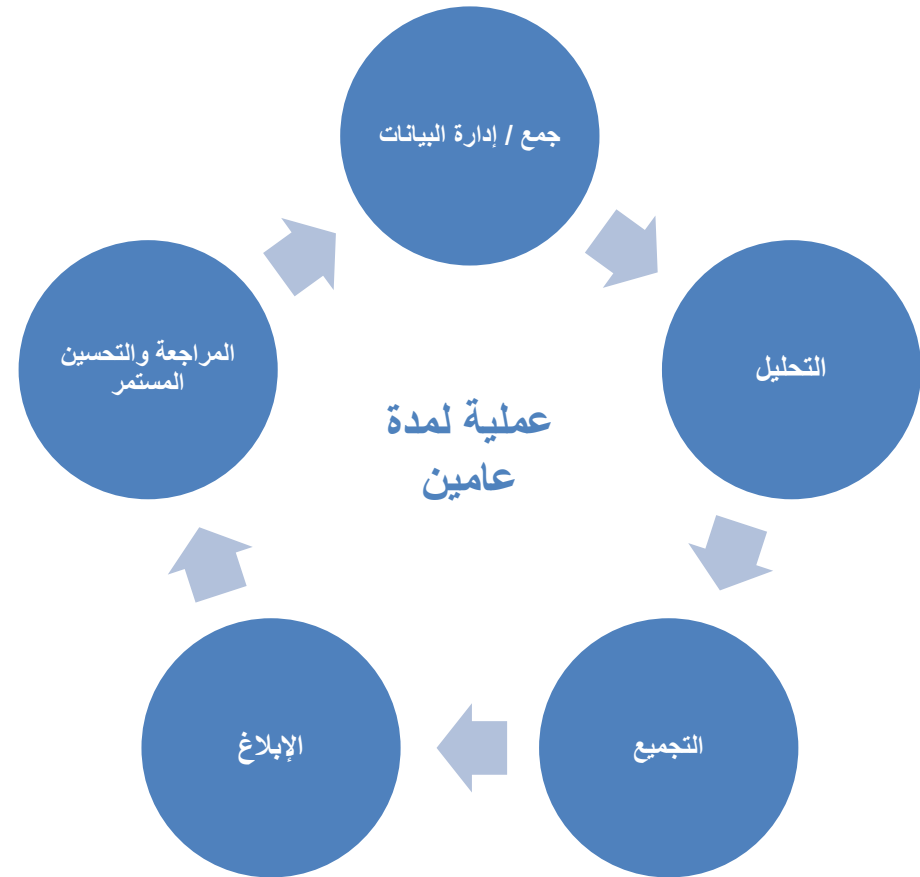 جمع / إدارة البيانات
التحليل
التجميع
الإبلاغ
المراجعة والتحسين
المستمر
عملية لمدة
عامين